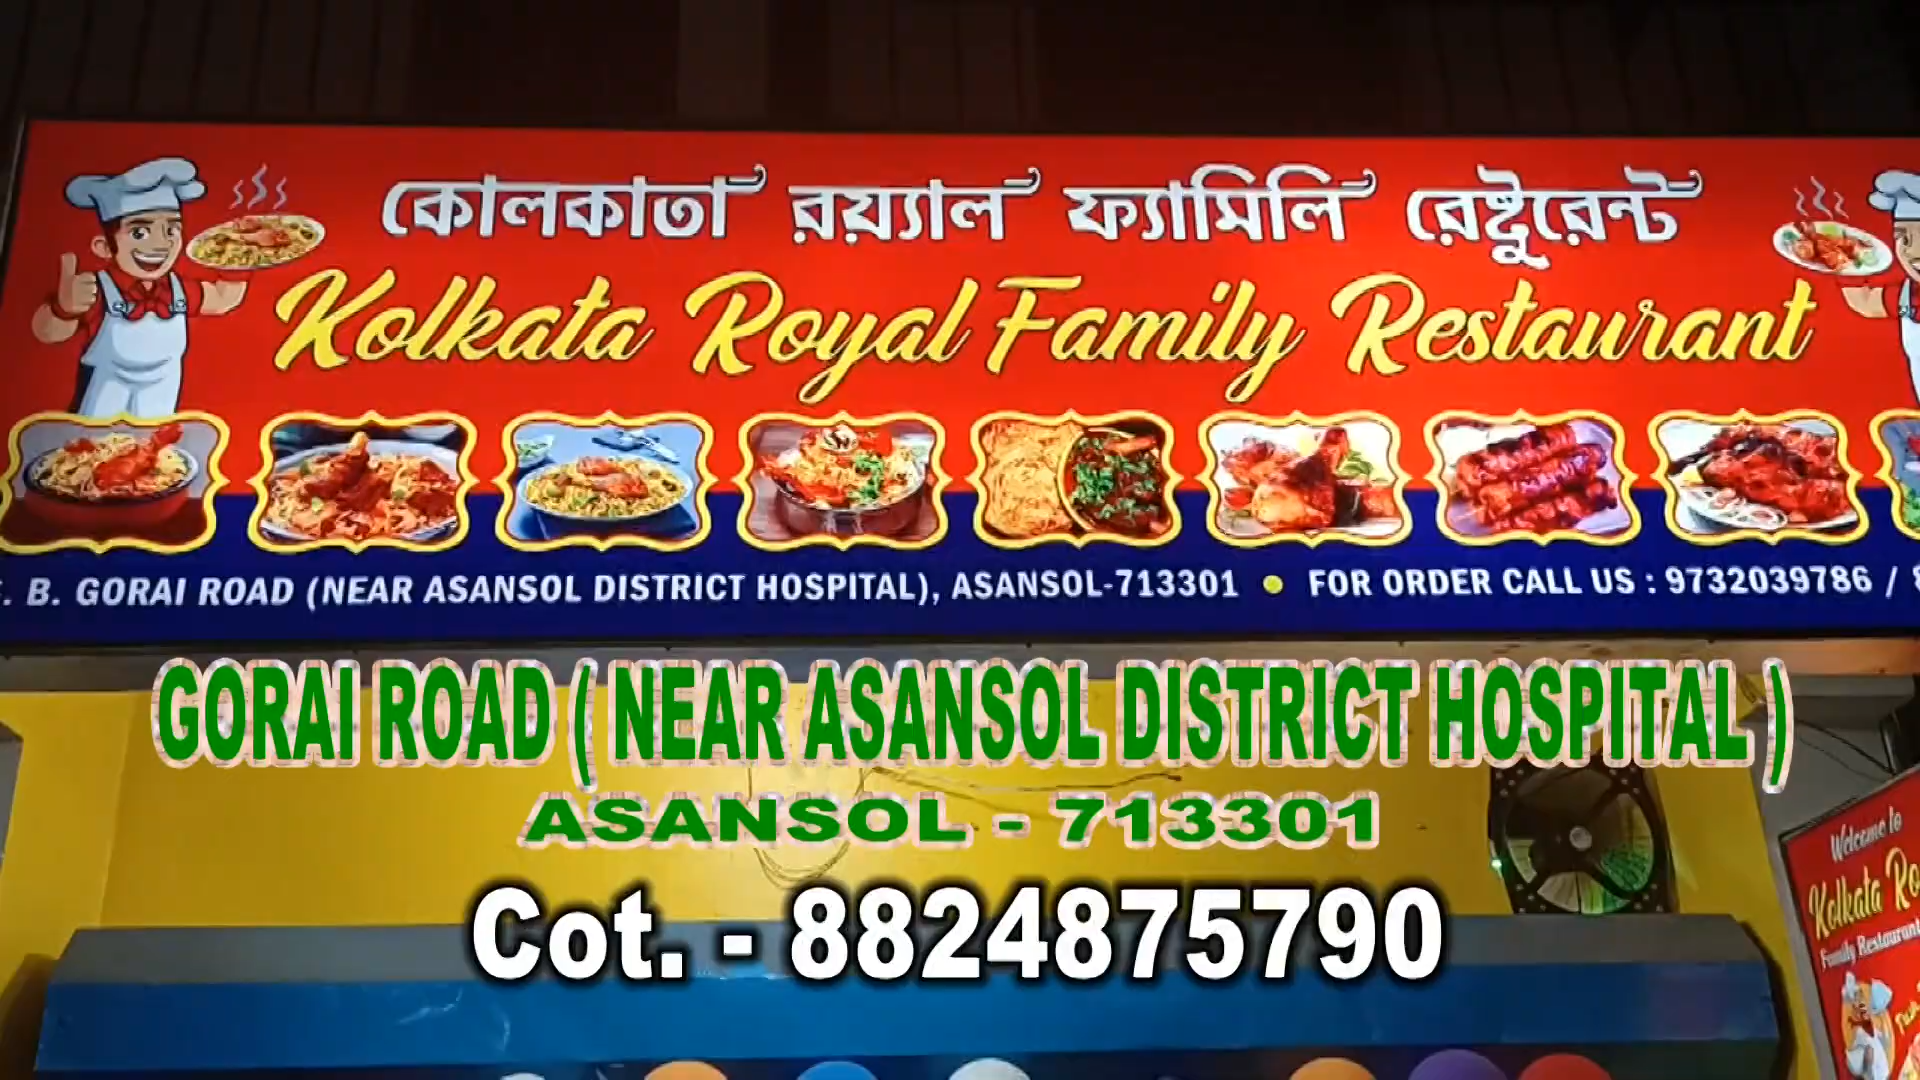 কোলকাতা রয়্যাল ফ্যামিলি রেষ্টুরেন্ট
Kolkata Royal Family Restaurant
B. GORAI ROAD (NEAR ASANSOL DISTRICT HOSPITAL), ASANSOL-713301 • FOR ORDER CALL US : 9732039786 /
GORAI ROAD ( NEAR ASANSOL DISTRICT HOSPITAL )
ASANSOL - 713301
Cot. - 8824875790
Welcome to
Kolkata Ro
Family Restaurant